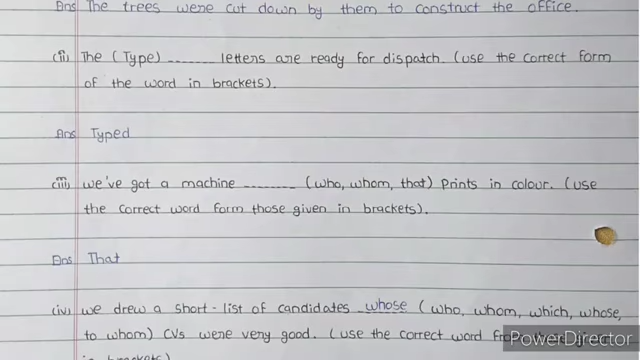 Ans The trees were cut down by them to construct the office.
(ii) The (Type) ........ letters are ready for dispatch. (use the correct form
of the word in brackets).
Ans Typed
(iii) we've got a machine ........ (who, whom, that) Prints in colour. (use
the correct word form those given in brackets).
Ans That
(iv) we drew a short-list of candidates whose (who, whom, which, whose,
to whom) CVs were very good. (use the correct word
in brackets)
PowerDirector